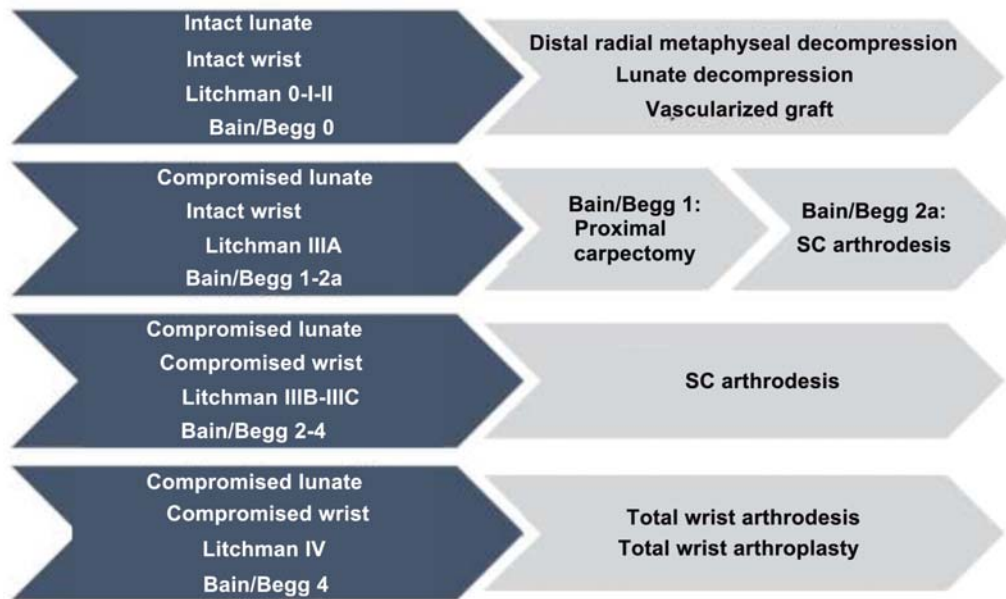 Intact lunate
Intact wrist
Litchman 0-I-II
Bain/Begg 0
Distal radial metaphyseal decompression
Lunate decompression
Vascularized graft
Compromised lunate
Intact wrist
Litchman IIIA
Bain/Begg 1-2a
Bain/Begg 1:
Proximal
carpectomy
Bain/Begg 2a:
SC arthrodesis
Compromised lunate
Compromised wrist
Litchman IIIB-IIIC
Bain/Begg 2-4
SC arthrodesis
Compromised lunate
Compromised wrist
Litchman IV
Bain/Begg 4
Total wrist arthrodesis
Total wrist arthroplasty